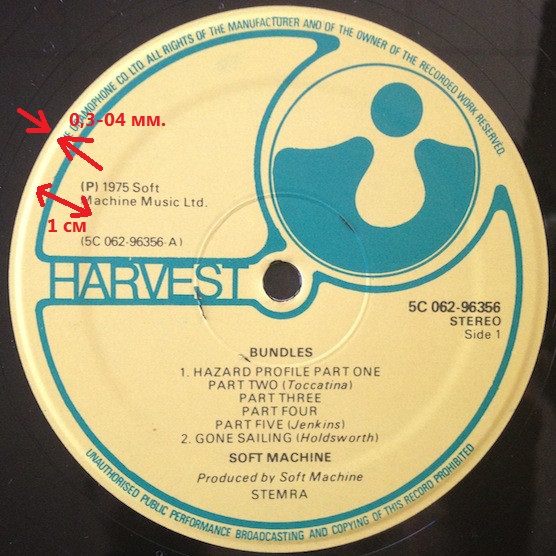 GRAMOPHONE CO. LTD. ALL RIGHTS OF THE MANUFACTURER AND OF THE OWNER OF THE RECORDED WORK RESERVED.
0,3-04 мм.
(P) 1975 Soft
Machine Music Ltd.
1 см
(5C 062-96356-A)
HARVEST
5C 062-96356
STEREO
Side 1
BUNDLES
1. HAZARD PROFILE PART ONE
PART TWO (Toccatina)
PART THREE
PART FOUR
PART FIVE (Jenkins)
2. GONE SAILING (Holdsworth)
SOFT MACHINE
Produced by Soft Machine
STEMRA
UNAUTHORISED PUBLIC PERFORMANCE BROADCASTING AND COPYING OF THIS RECORD PROHIBITED